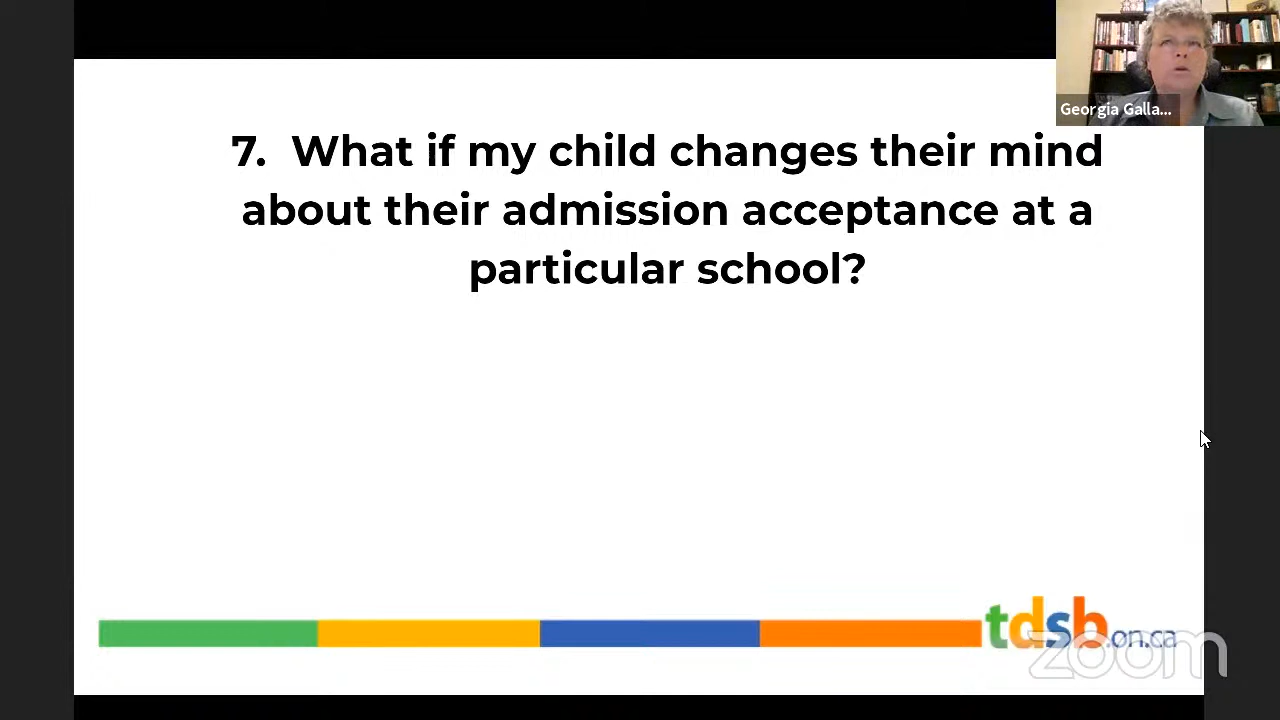 Georgia Galla...
7. What if my child changes their mind
about their admission acceptance at a
particular school?
tdsb.on.ca
zoom